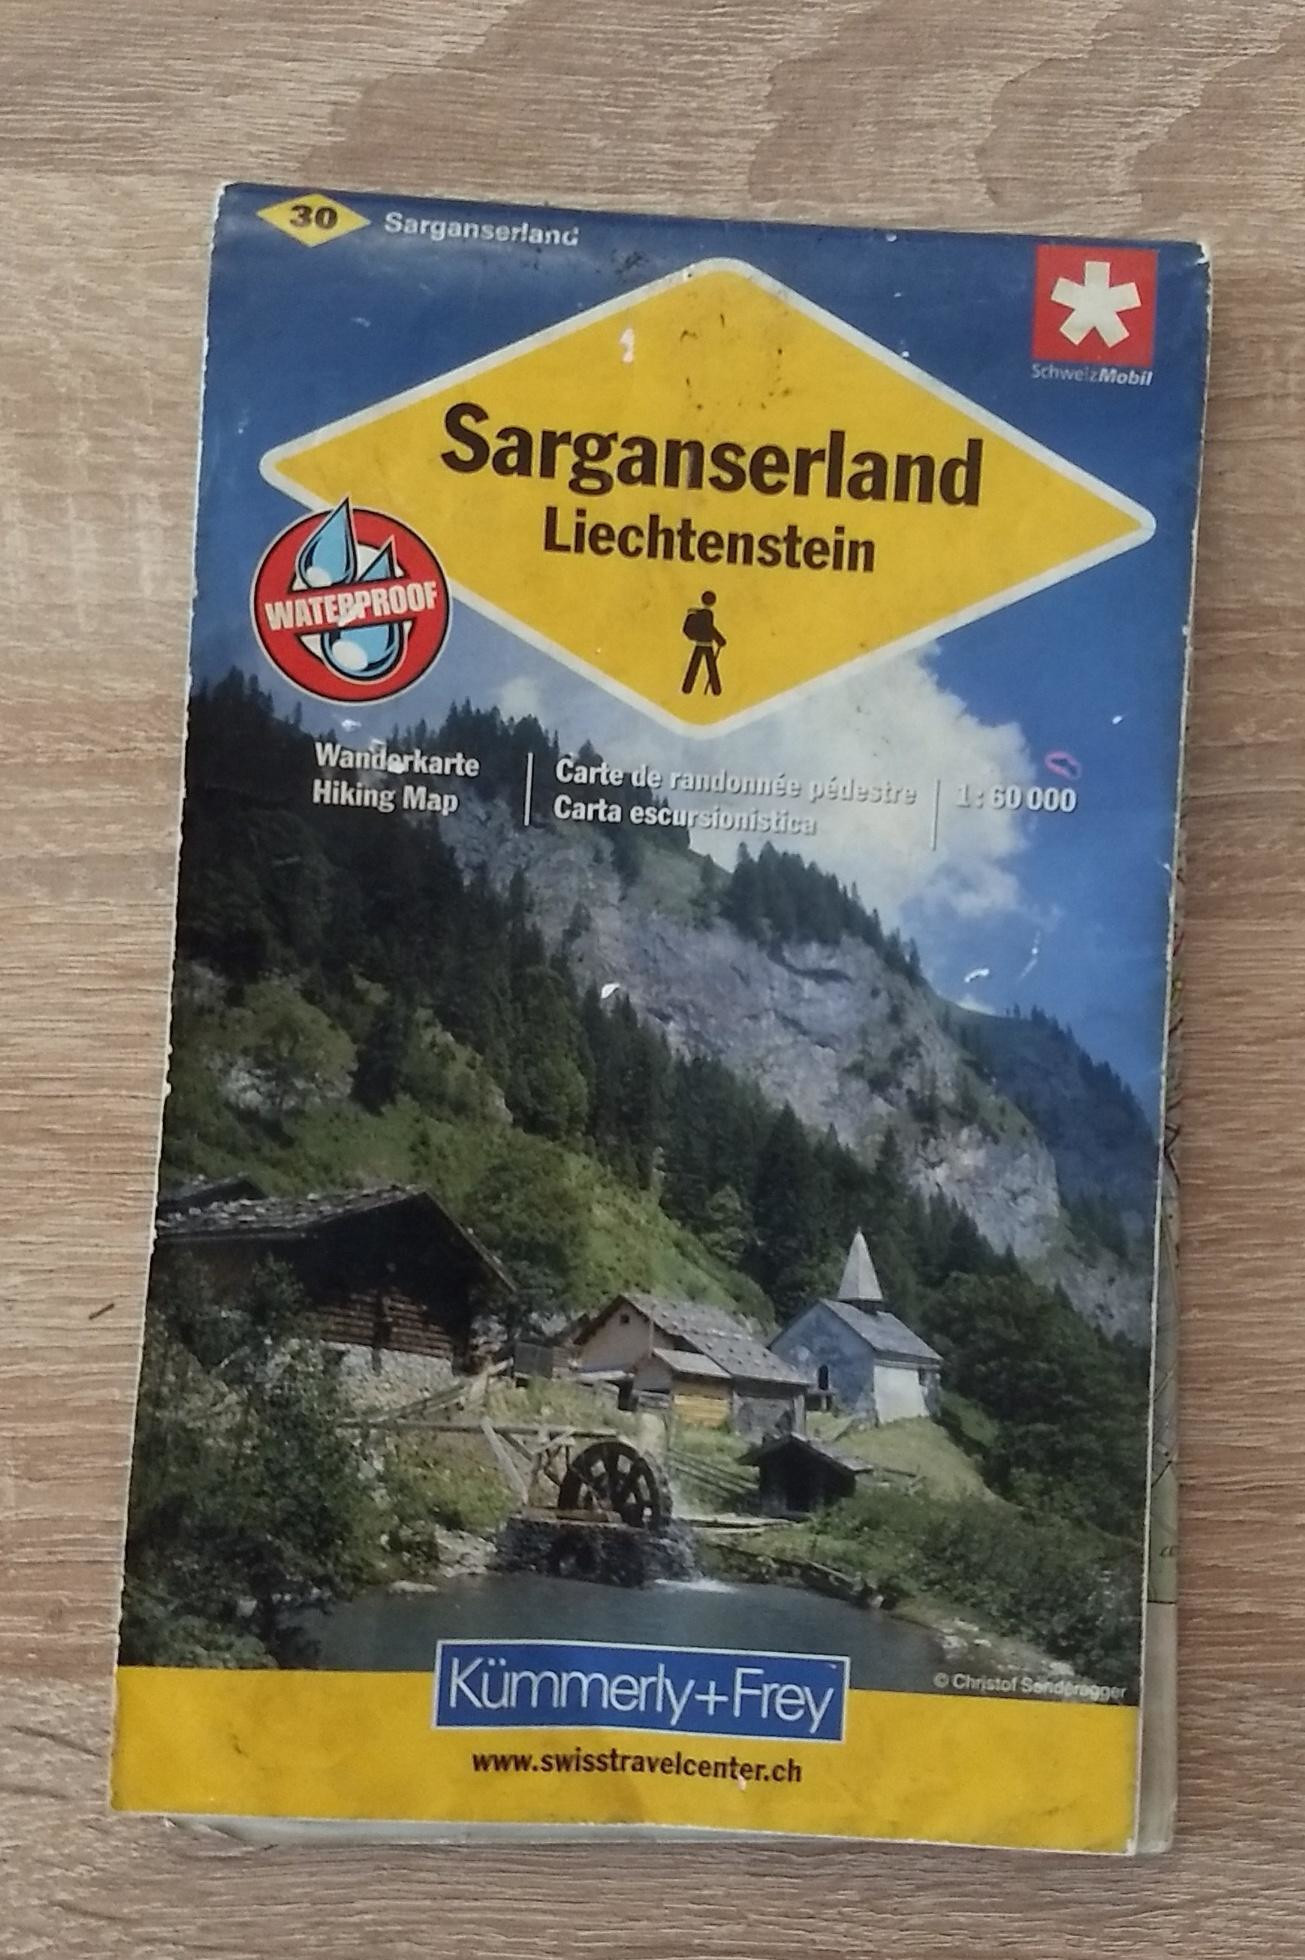 30 Sarganserland
SchweizMobil
Sarganserland
Liechtenstein
WATERPROOF
Wanderkarte
Hiking Map
Carte de randonnée pédestre
Carta escursionistica
1:60 000
© Christof Sonderegger
Kümmerly+Frey
www.swisstravelcenter.ch